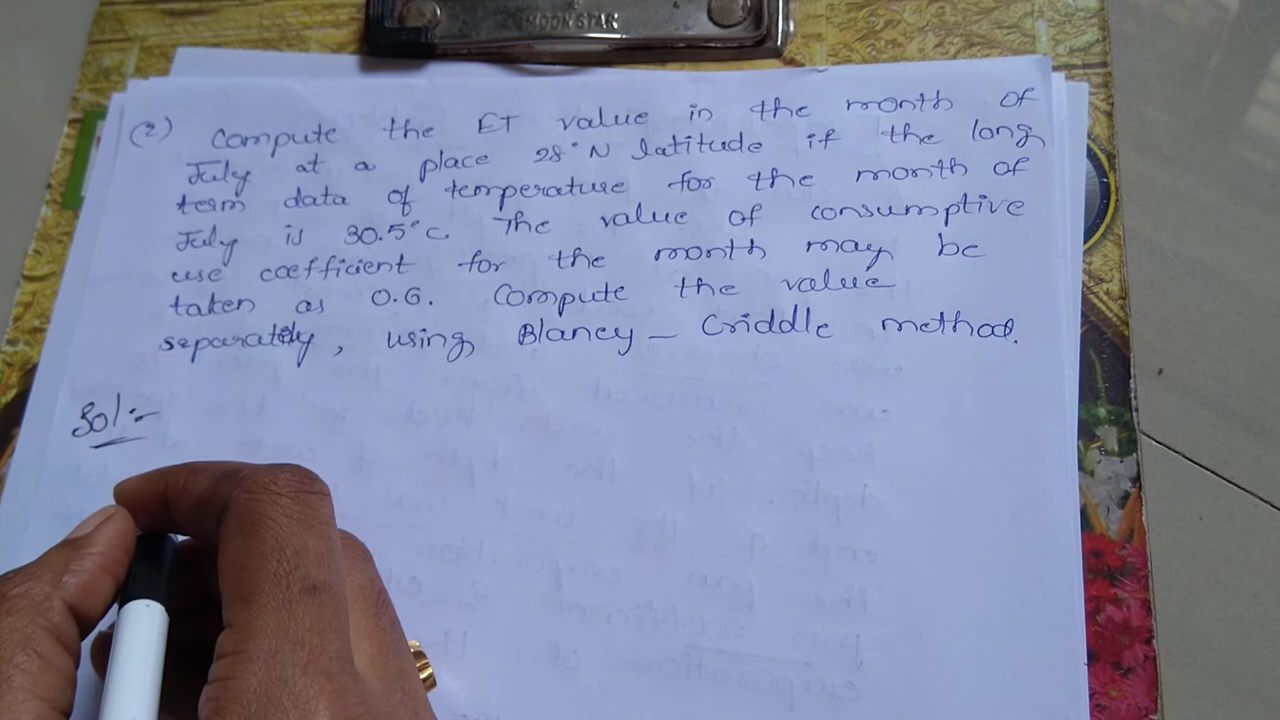 MOON STAR
(2) Compute the ET value in the month of
July at a place 28°N latitude if the long
term data of temperature for the month of
July is 30.5°C. The value of consumptive
use coefficient for the month may be
taken as 0.6. Compute the value
separately, using Blaney - Criddle method.
Sol:-